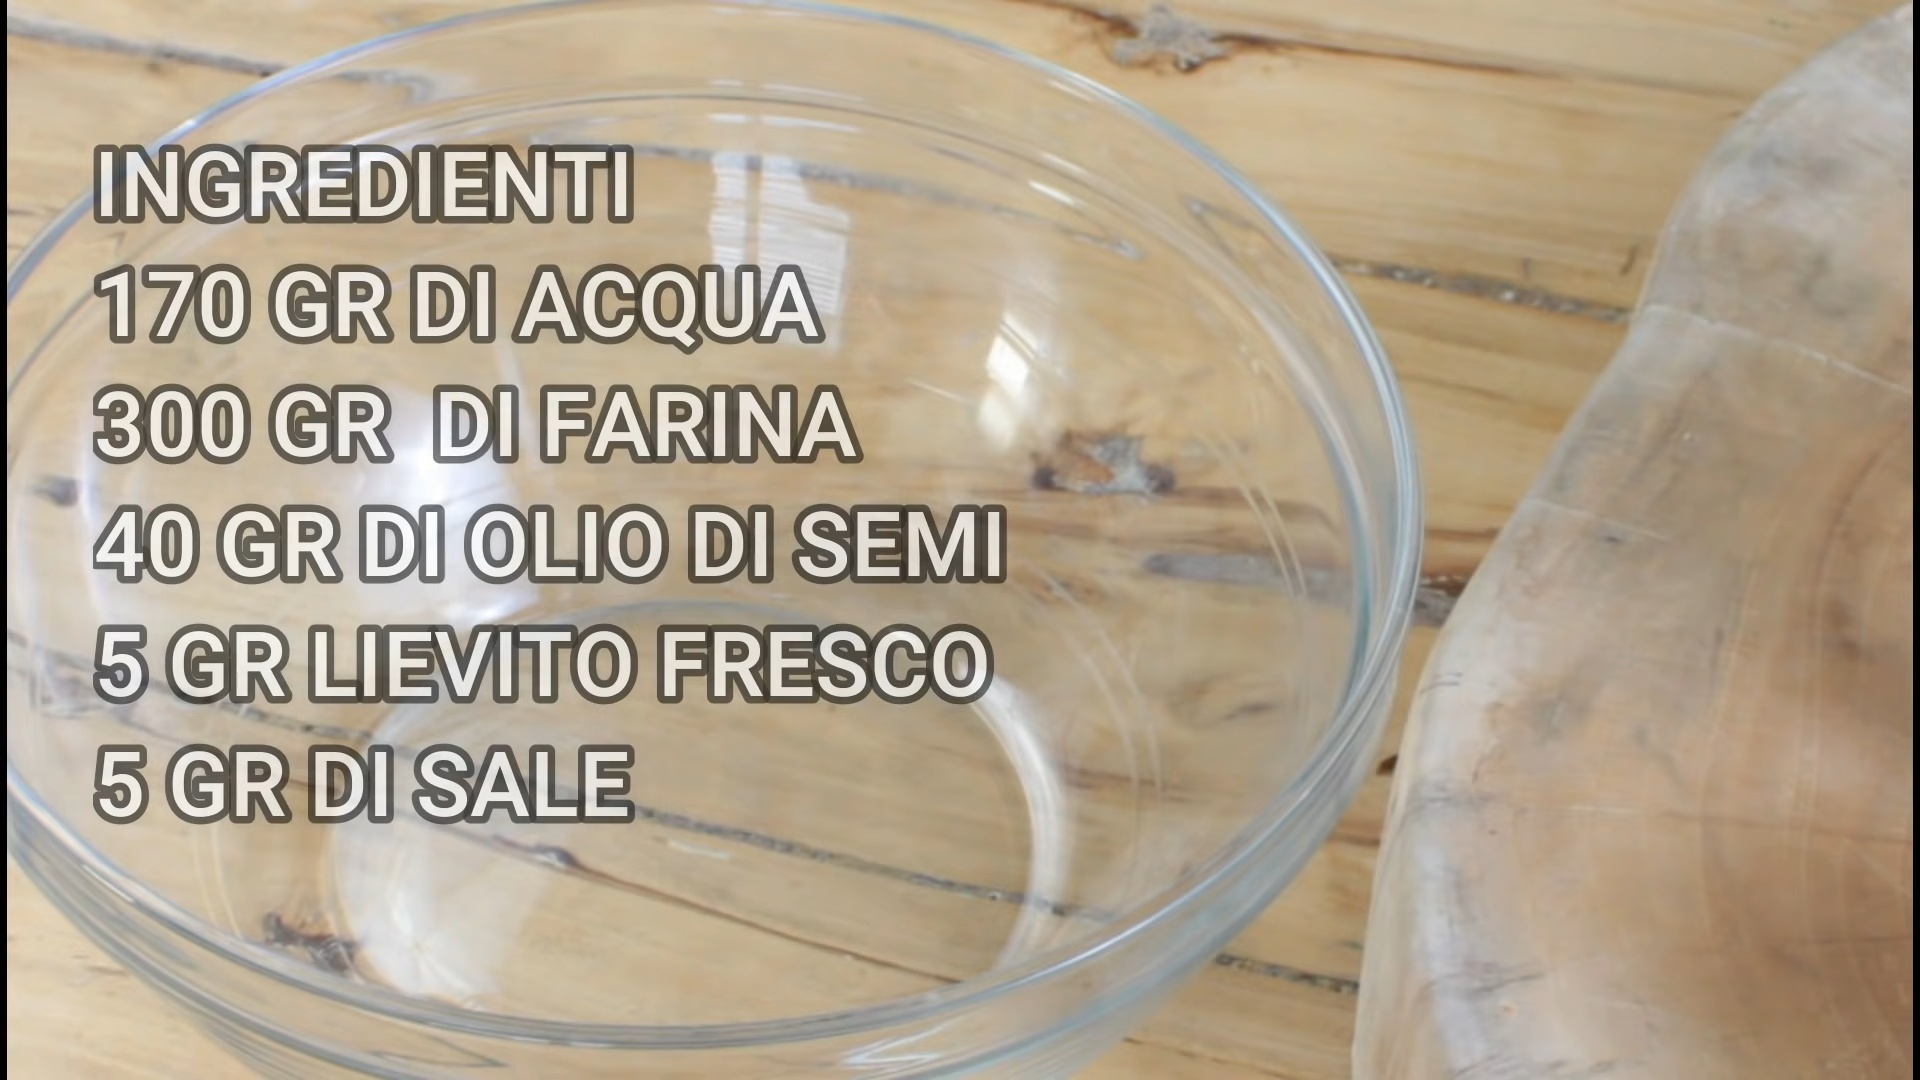 INGREDIENTI
170 GR DI ACQUA
300 GR  DI FARINA
40 GR DI OLIO DI SEMI
5 GR LIEVITO FRESCO
5 GR DI SALE